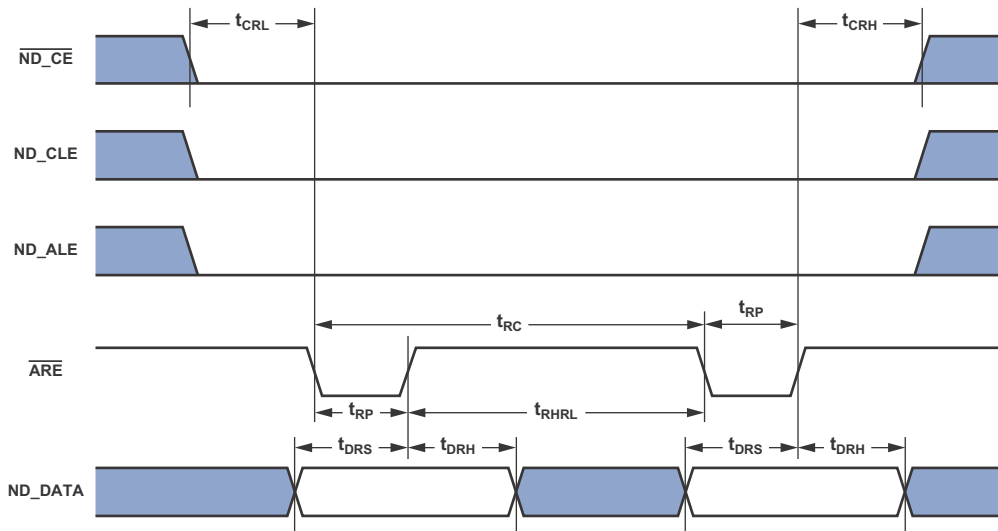 tCRL tCRH
ND_CE
ND_CLE
ND_ALE
tRC tRP
ARE
tRP tRHRL
tDRS tDRH tDRS tDRH
ND_DATA